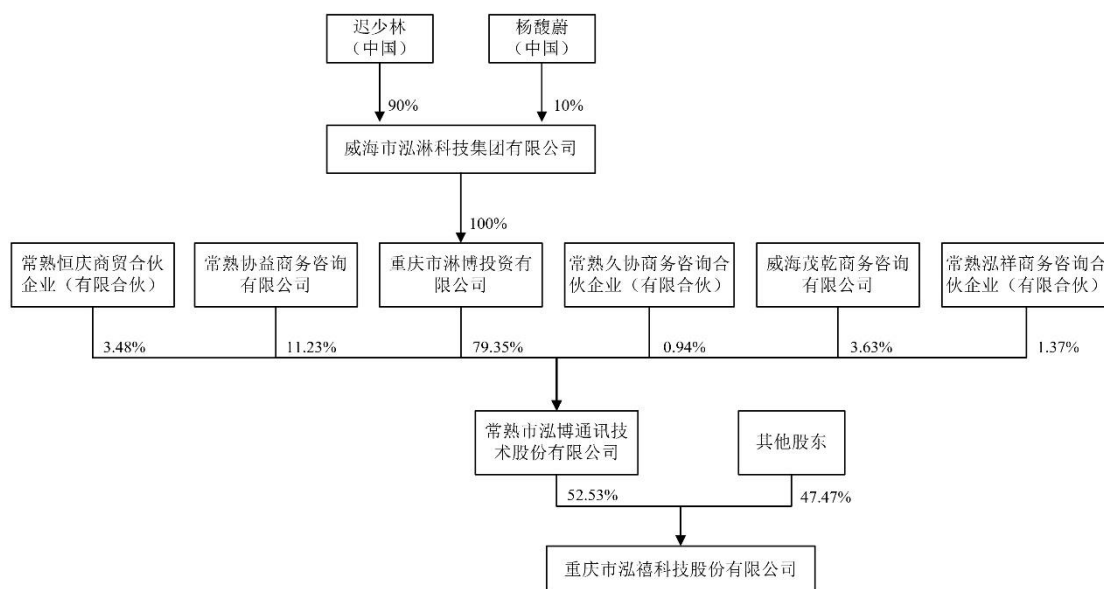 迟少林
（中国）
杨馥蔚
（中国）
90%
10%
威海市泓淋科技集团有限公司
100%
常熟恒庆商贸合伙
企业（有限合伙）
常熟协益商务咨询
有限公司
重庆市淋博投资有
限公司
常熟久协商务咨询合
伙企业（有限合伙）
威海茂乾商务咨询
有限公司
常熟泓祥商务咨询合
伙企业（有限合伙）
3.48%
11.23%
79.35%
0.94%
3.63%
1.37%
常熟市泓博通讯技
术股份有限公司
其他股东
52.53%
47.47%
重庆市泓禧科技股份有限公司